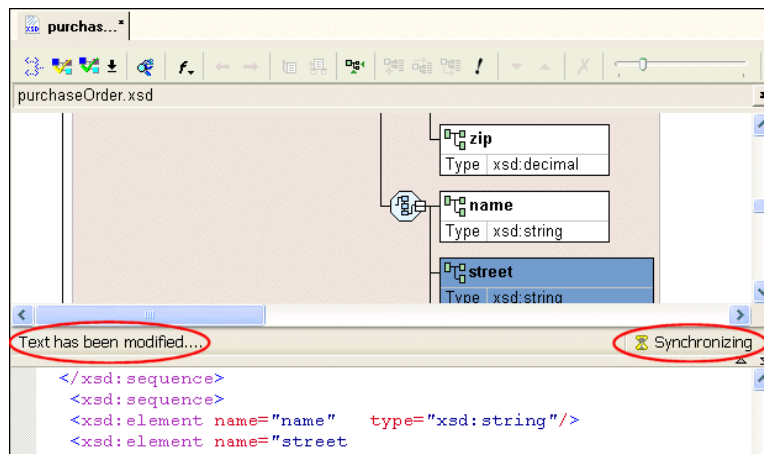 xsd purchas...*
f
purchaseOrder.xsd
zip
Type xsd:decimal
name
Type xsd:string
street
Type xsd:string
Text has been modified....
Synchronizing
</xsd:sequence>
<xsd:sequence>
<xsd:element name="name"   type="xsd:string"/>
<xsd:element name="street